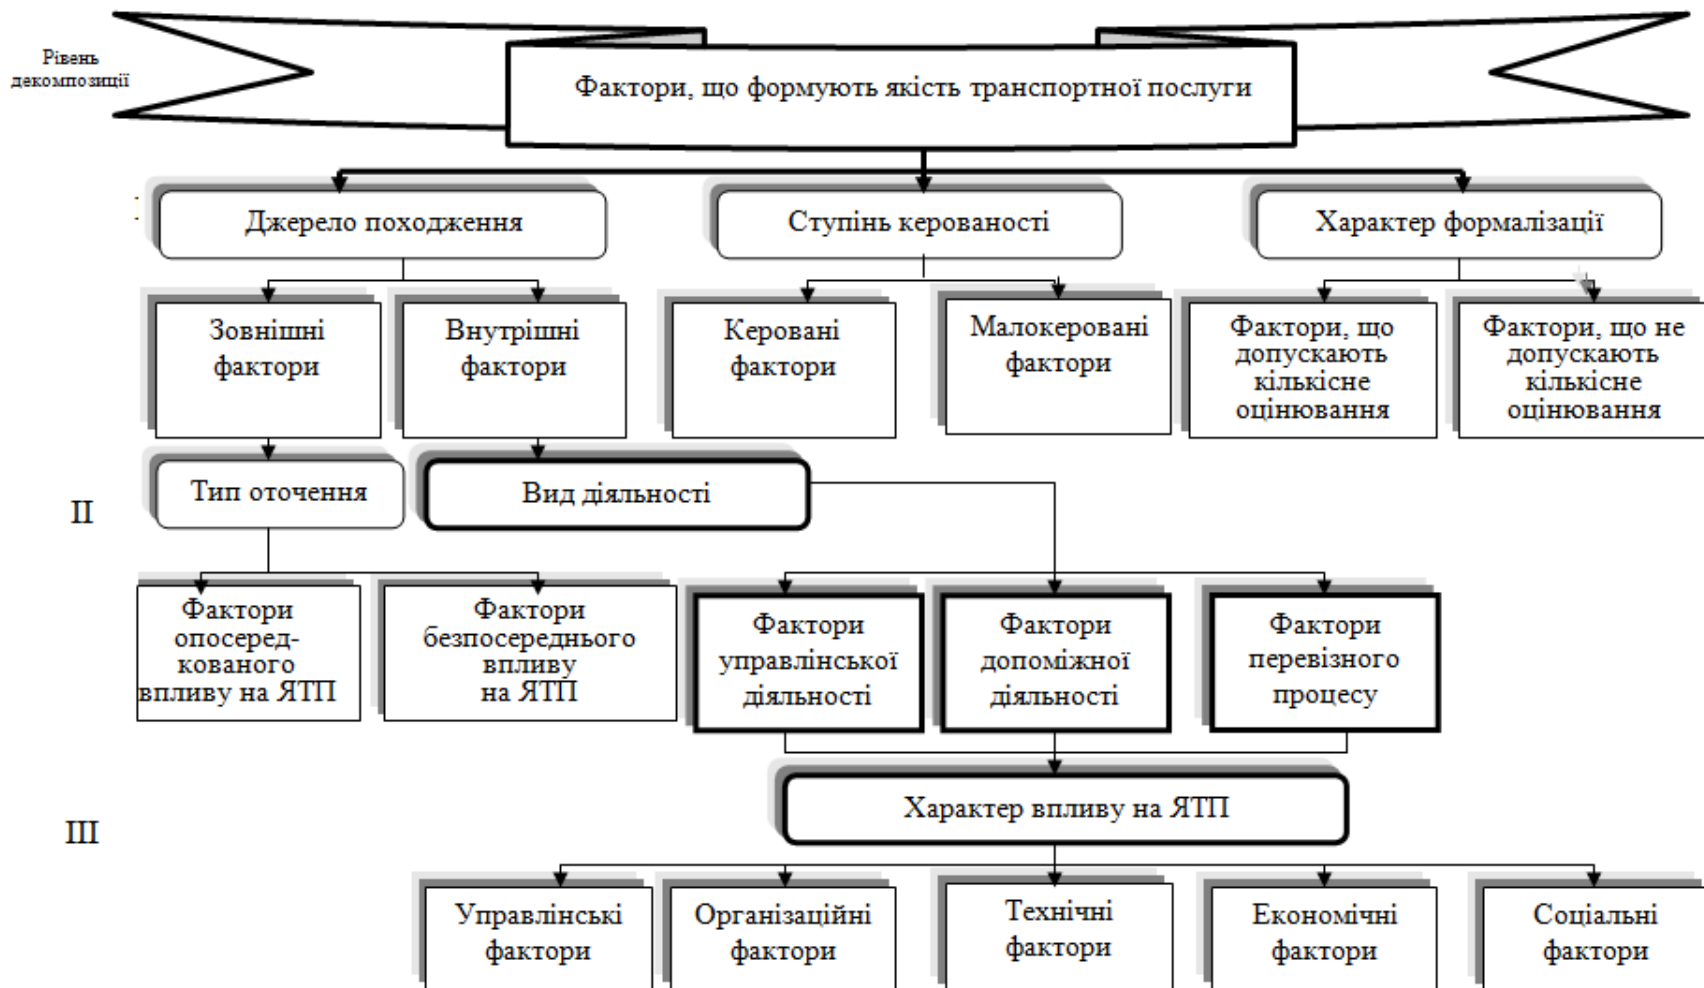 Рівень
декомпозиції
Фактори, що формують якість транспортної послуги
Джерело походження
Ступінь керованості
Характер формалізації
Зовнішні
фактори
Внутрішні
фактори
Керовані
фактори
Малокеровані
фактори
Фактори, що
допускають
кількісне
оцінювання
Фактори, що не
допускають
кількісне
оцінювання
II
Тип оточення
Вид діяльності
Фактори
опосеред-
кованого
впливу на ЯТП
Фактори
безпосереднього
впливу
на ЯТП
Фактори
управлінської
діяльності
Фактори
допоміжної
діяльності
Фактори
перевізного
процесу
III
Характер впливу на ЯТП
Управлінські
фактори
Організаційні
фактори
Технічні
фактори
Економічні
фактори
Соціальні
фактори